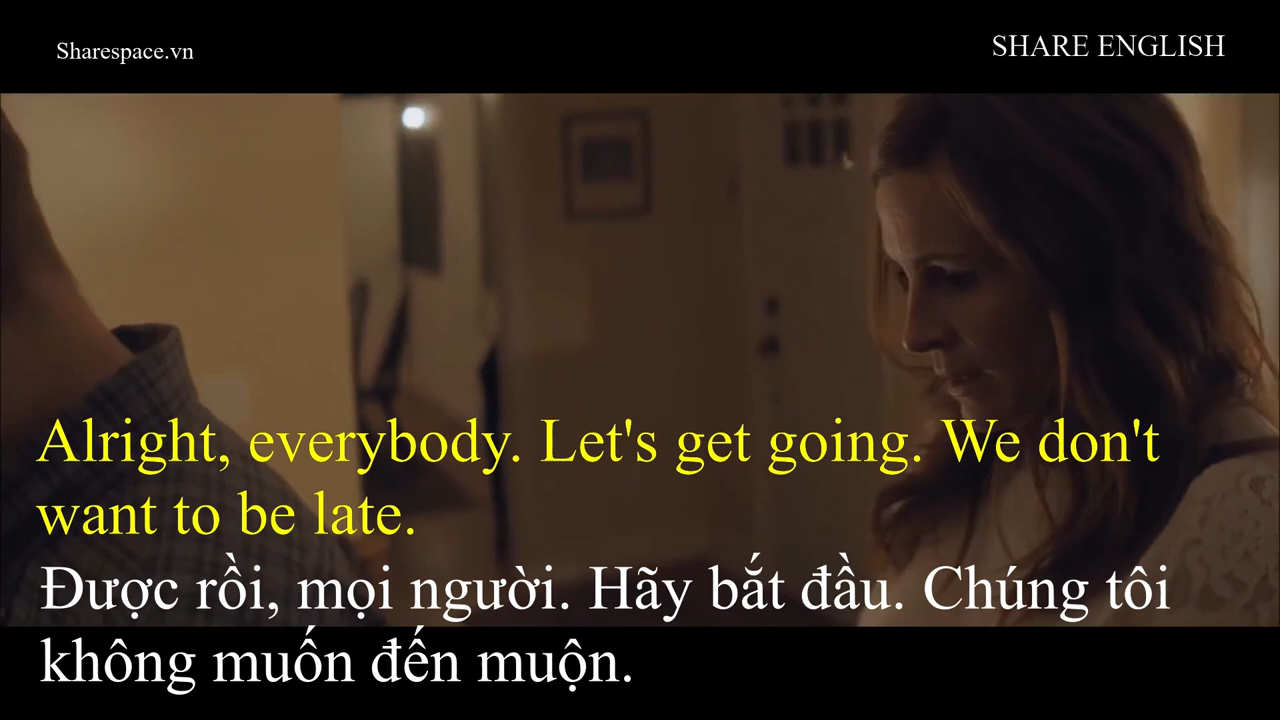 Sharespace.vn
SHARE ENGLISH
Alright, everybody. Let's get going. We don't
want to be late.
Được rồi, mọi người. Hãy bắt đầu. Chúng tôi
không muốn đến muộn.